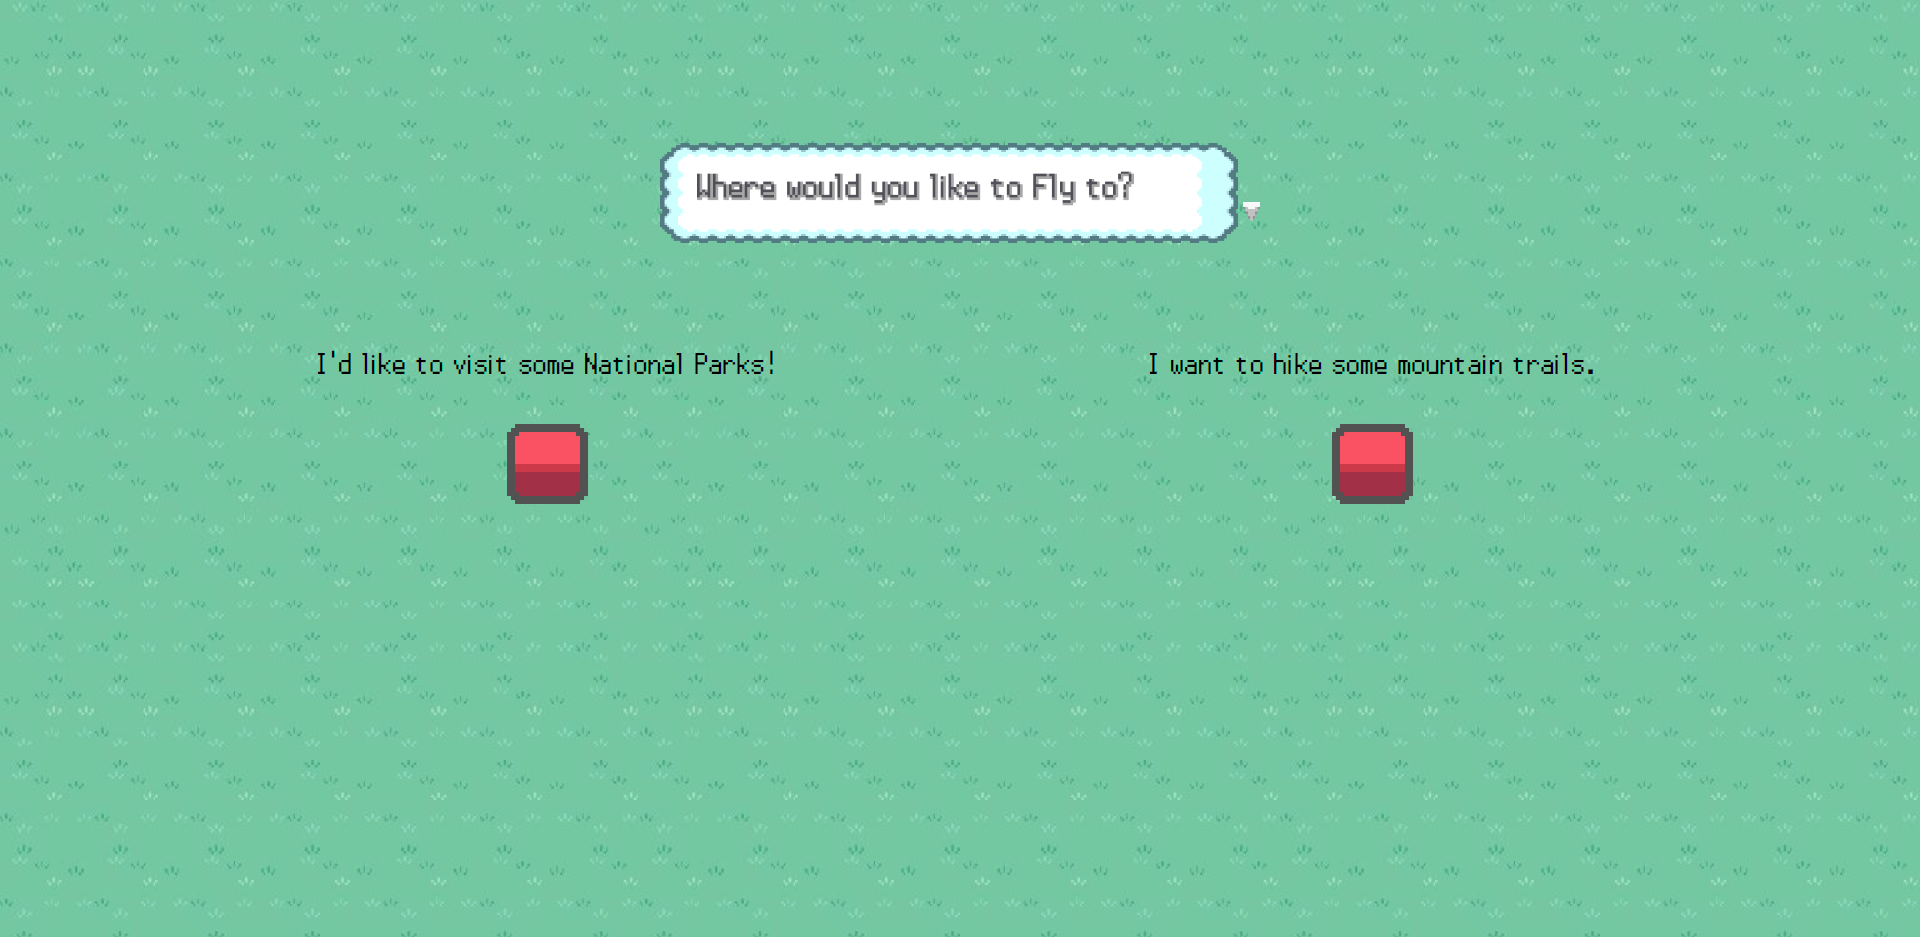 Where would you like to Fly to?
I'd like to visit some National Parks!
I want to hike some mountain trails.